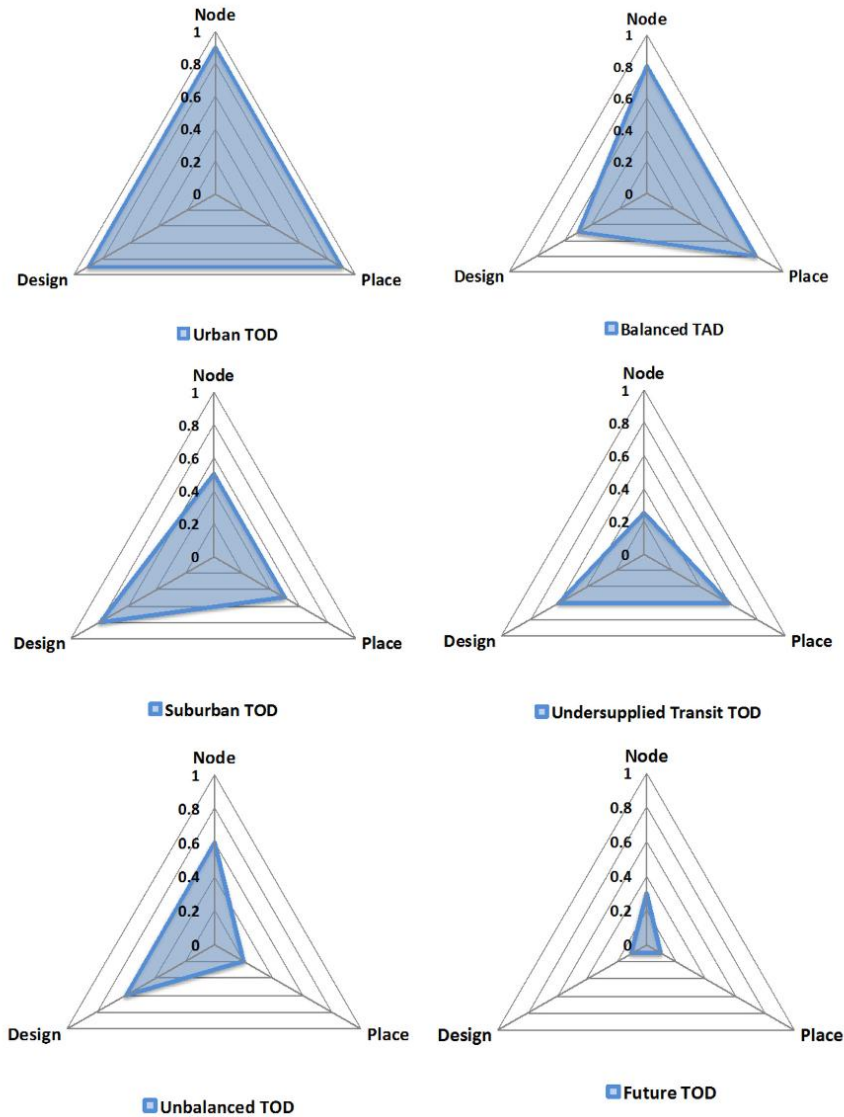 Node
1
0.8
0.6
0.4
0.2
0
Design
Place
Urban TOD
Node
1
0.8
0.6
0.4
0.2
0
Design
Place
Balanced TAD
Node
1
0.8
0.6
0.4
0.2
0
Design
Place
Suburban TOD
Node
1
0.8
0.6
0.4
0.2
0
Design
Place
Undersupplied Transit TOD
Node
1
0.8
0.6
0.4
0.2
0
Design
Place
Unbalanced TOD
Node
1
0.8
0.6
0.4
0.2
0
Design
Place
Future TOD